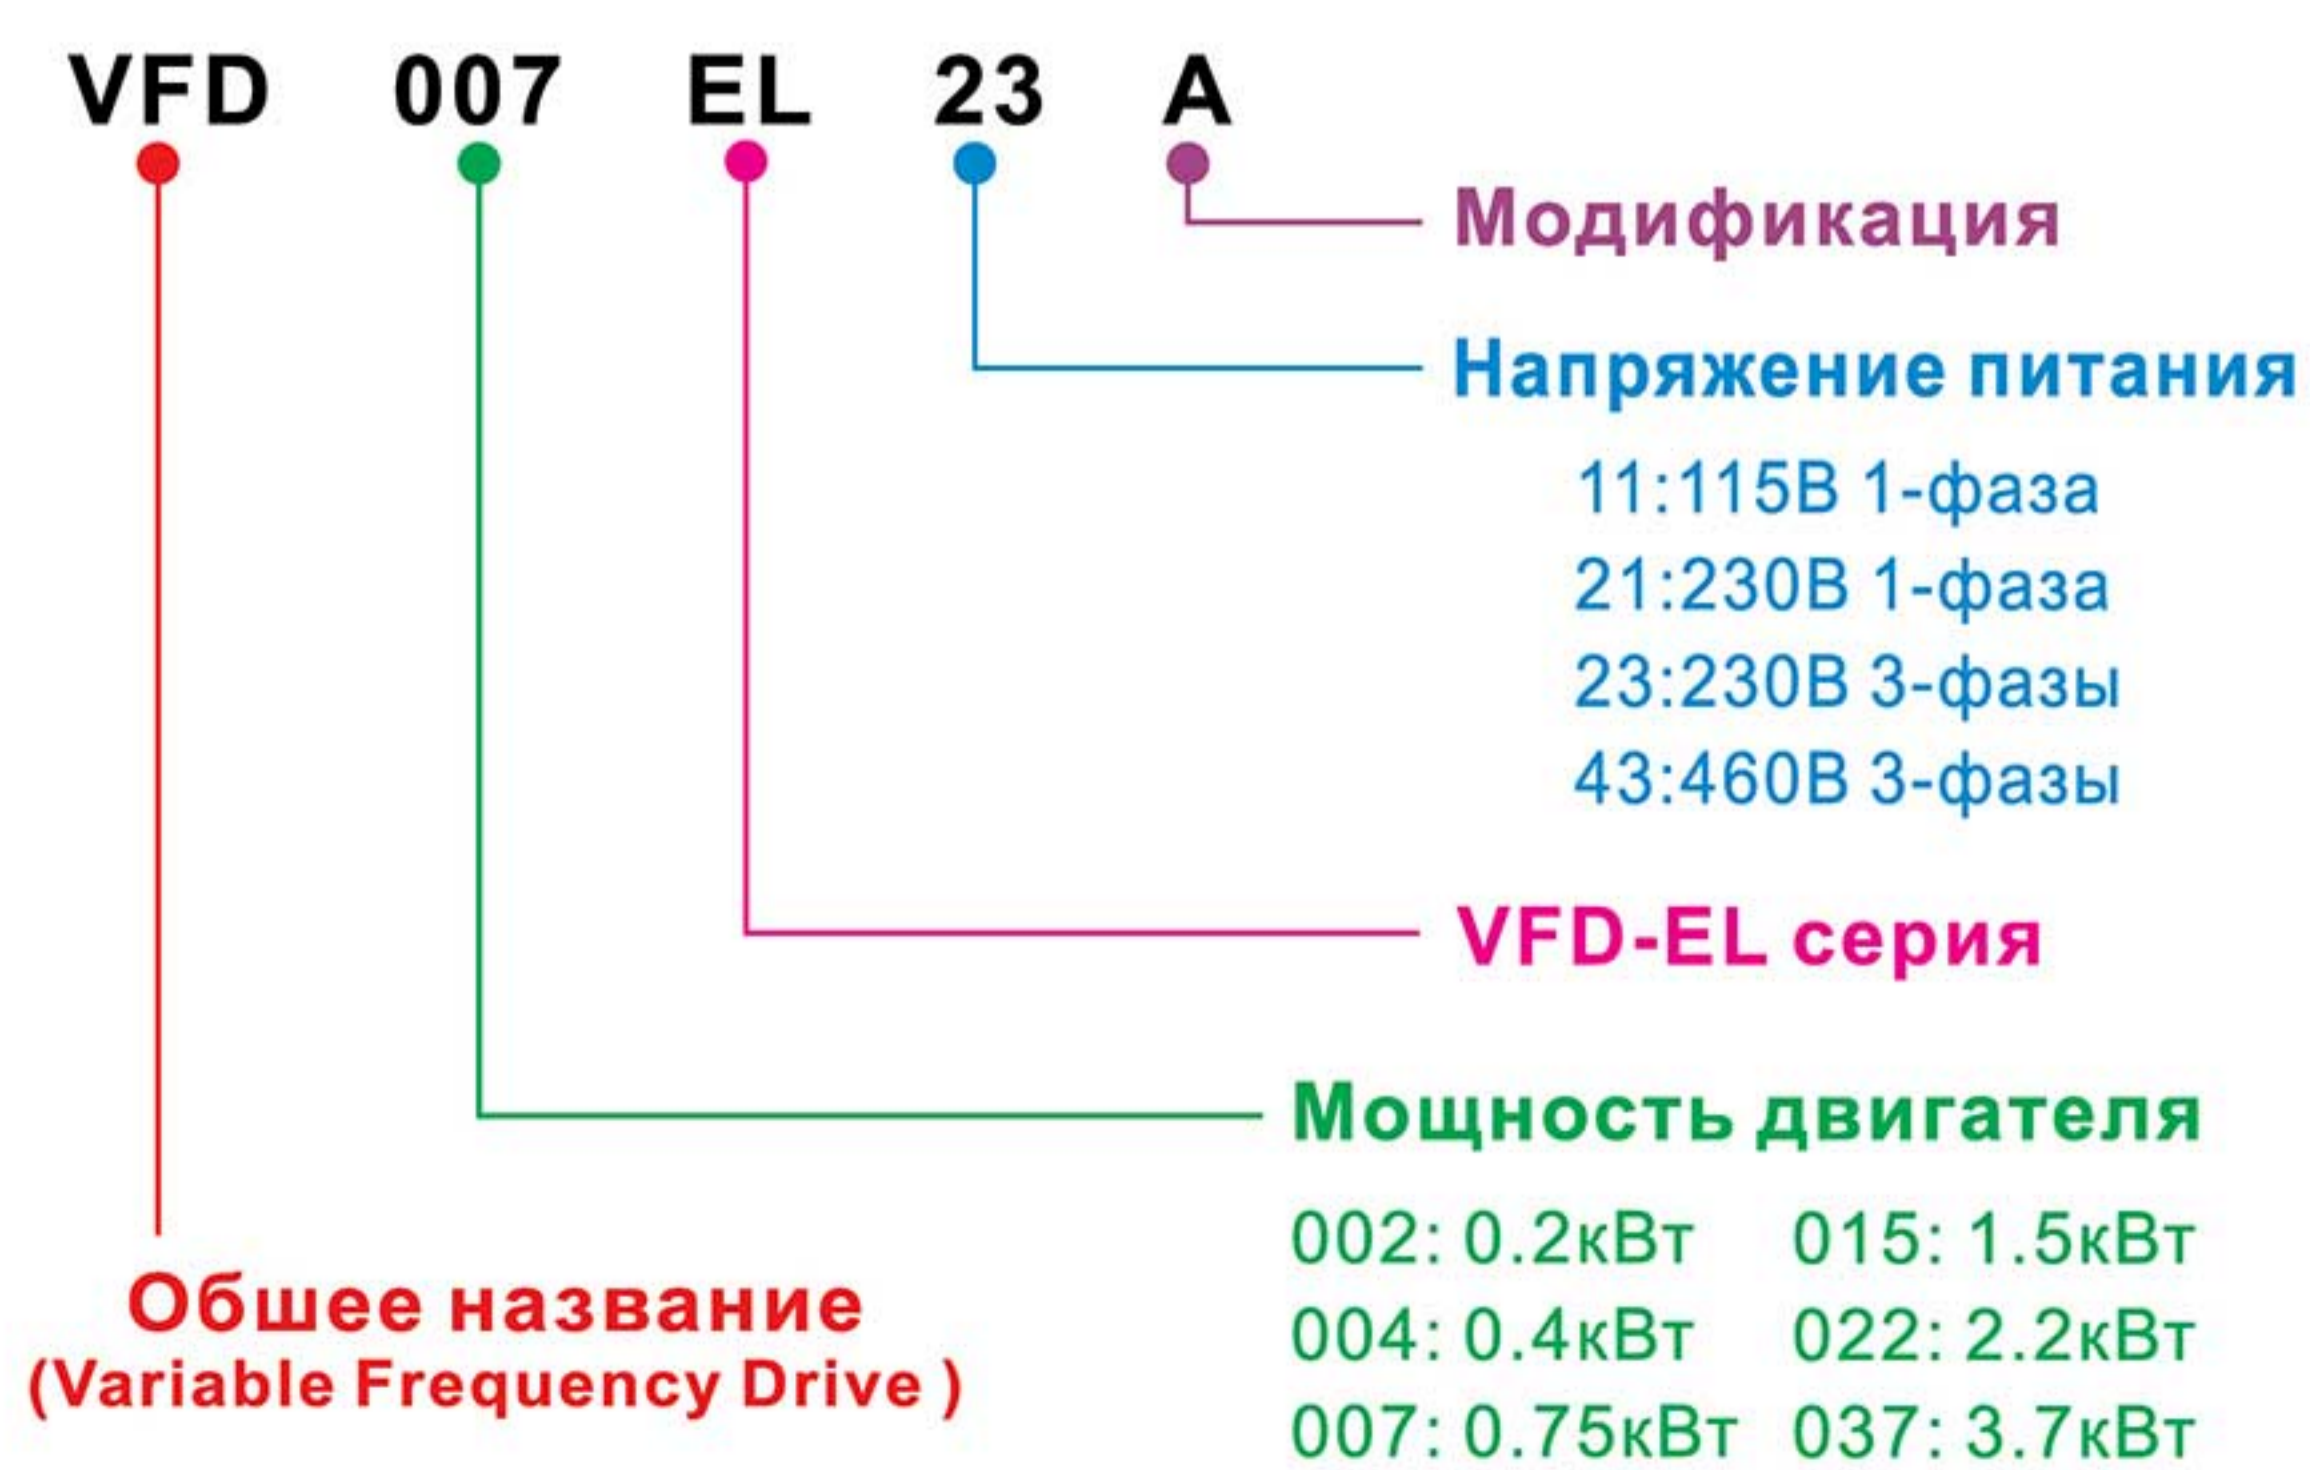 VFD 007 EL 23 A
Модификация
Напряжение питания
11:115В 1-фаза
21:230В 1-фаза
23:230В 3-фазы
43:460В 3-фазы
VFD-EL серия
Мощность двигателя
002: 0.2кВт 015: 1.5кВт
004: 0.4кВт 022: 2.2кВт
007: 0.75кВт 037: 3.7кВт
Обшее название
(Variable Frequency Drive )